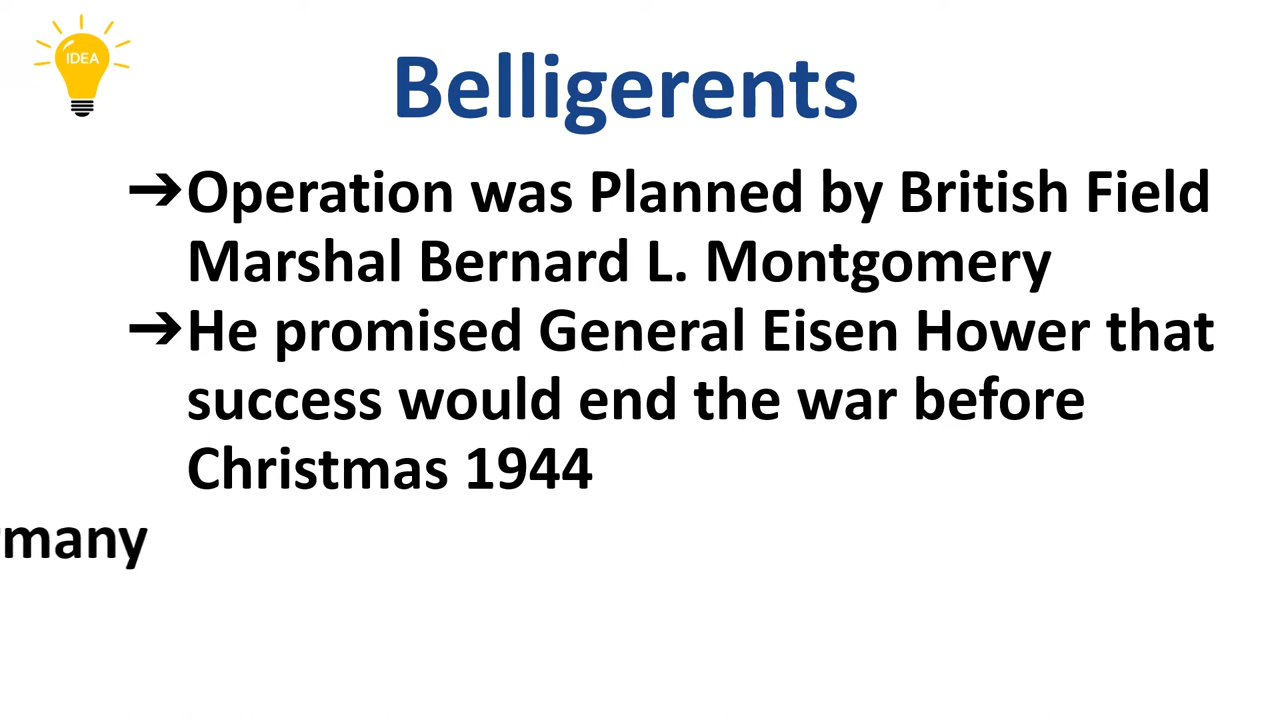 IDEA
Belligerents
➔Operation was Planned by British Field
Marshal Bernard L. Montgomery
➔He promised General Eisen Hower that
success would end the war before
Christmas 1944
rmany